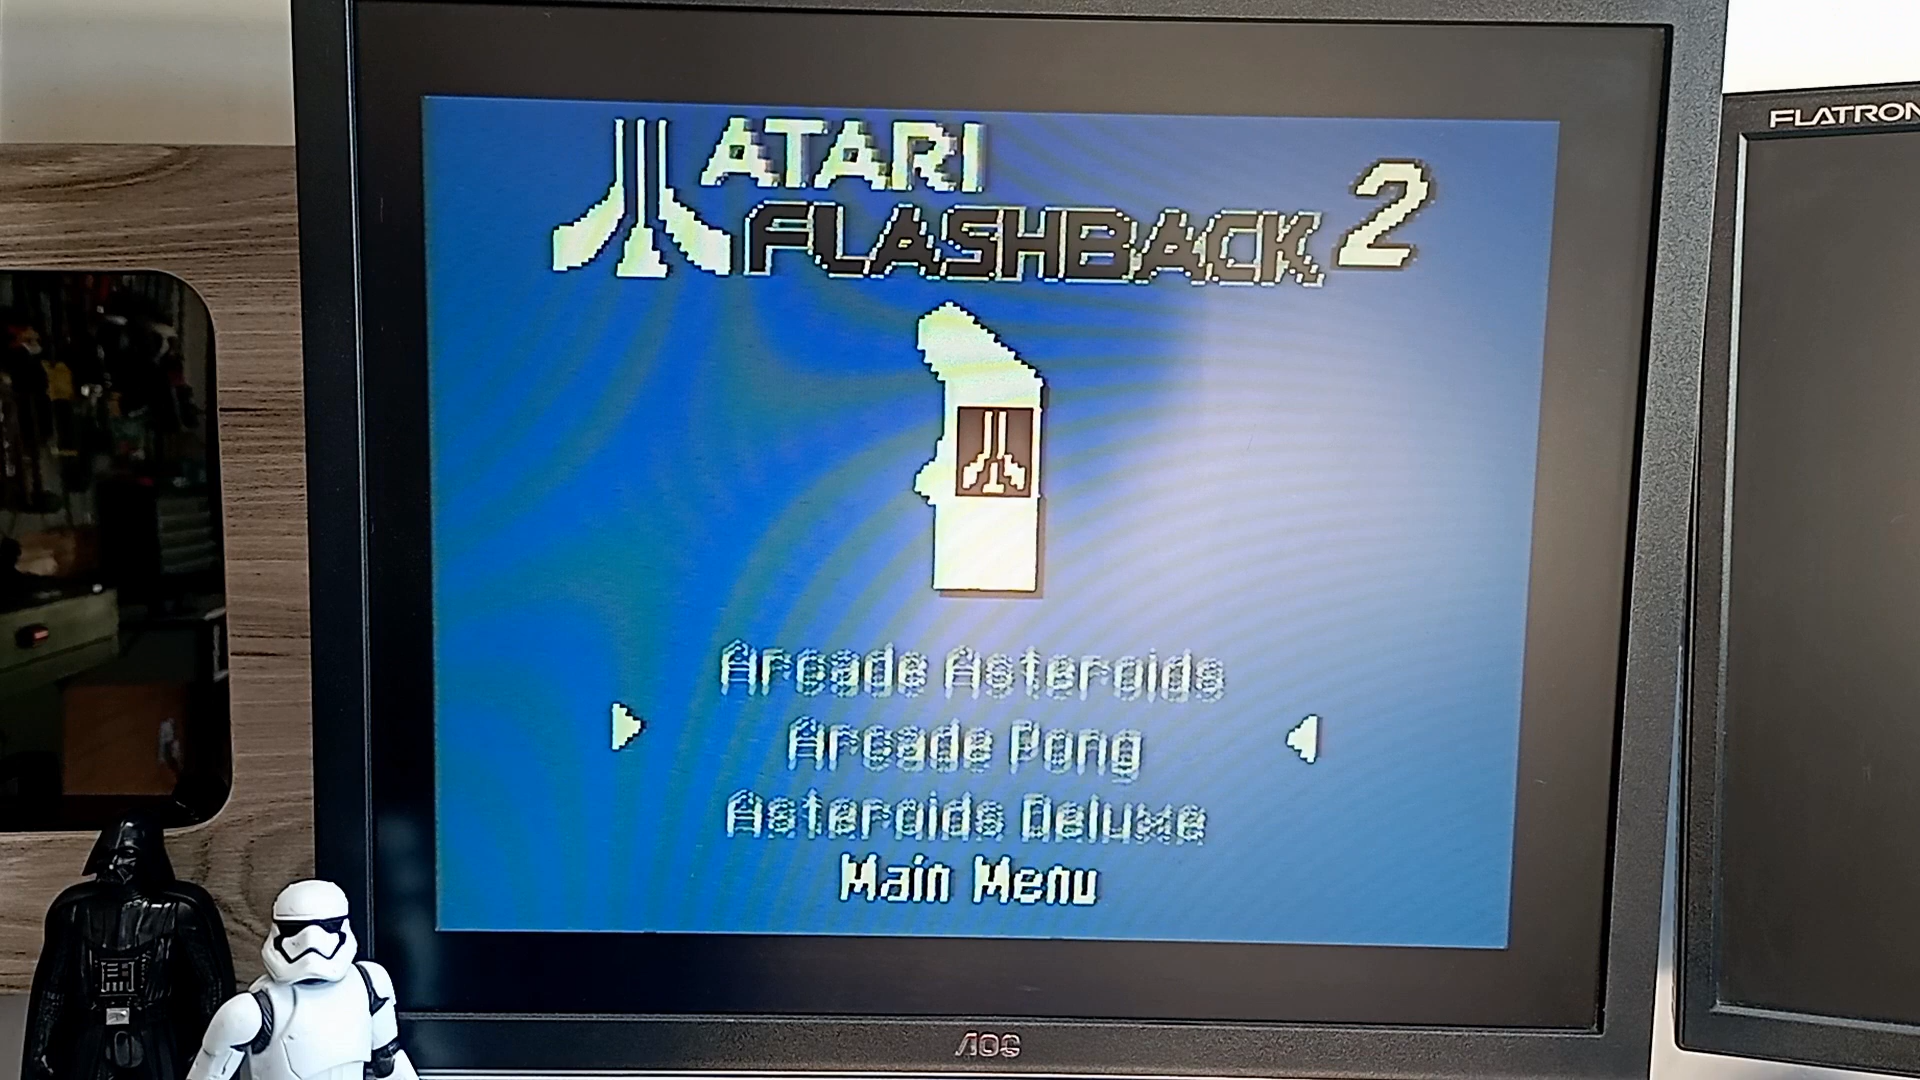 ATARI
FLASHBACK 2
Arcade Asteroids
Arcade Pong
Asteroids Deluxe
Main Menu
AOC
FLATRON